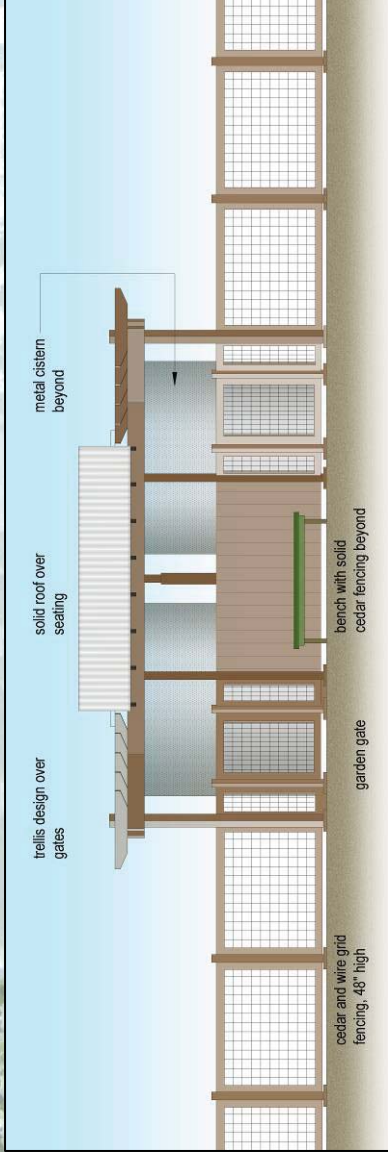 trellis design over
gates
solid roof over
seating
metal cistern
beyond
cedar and wire grid
fencing, 48" high
garden gate
bench with solid
cedar fencing beyond